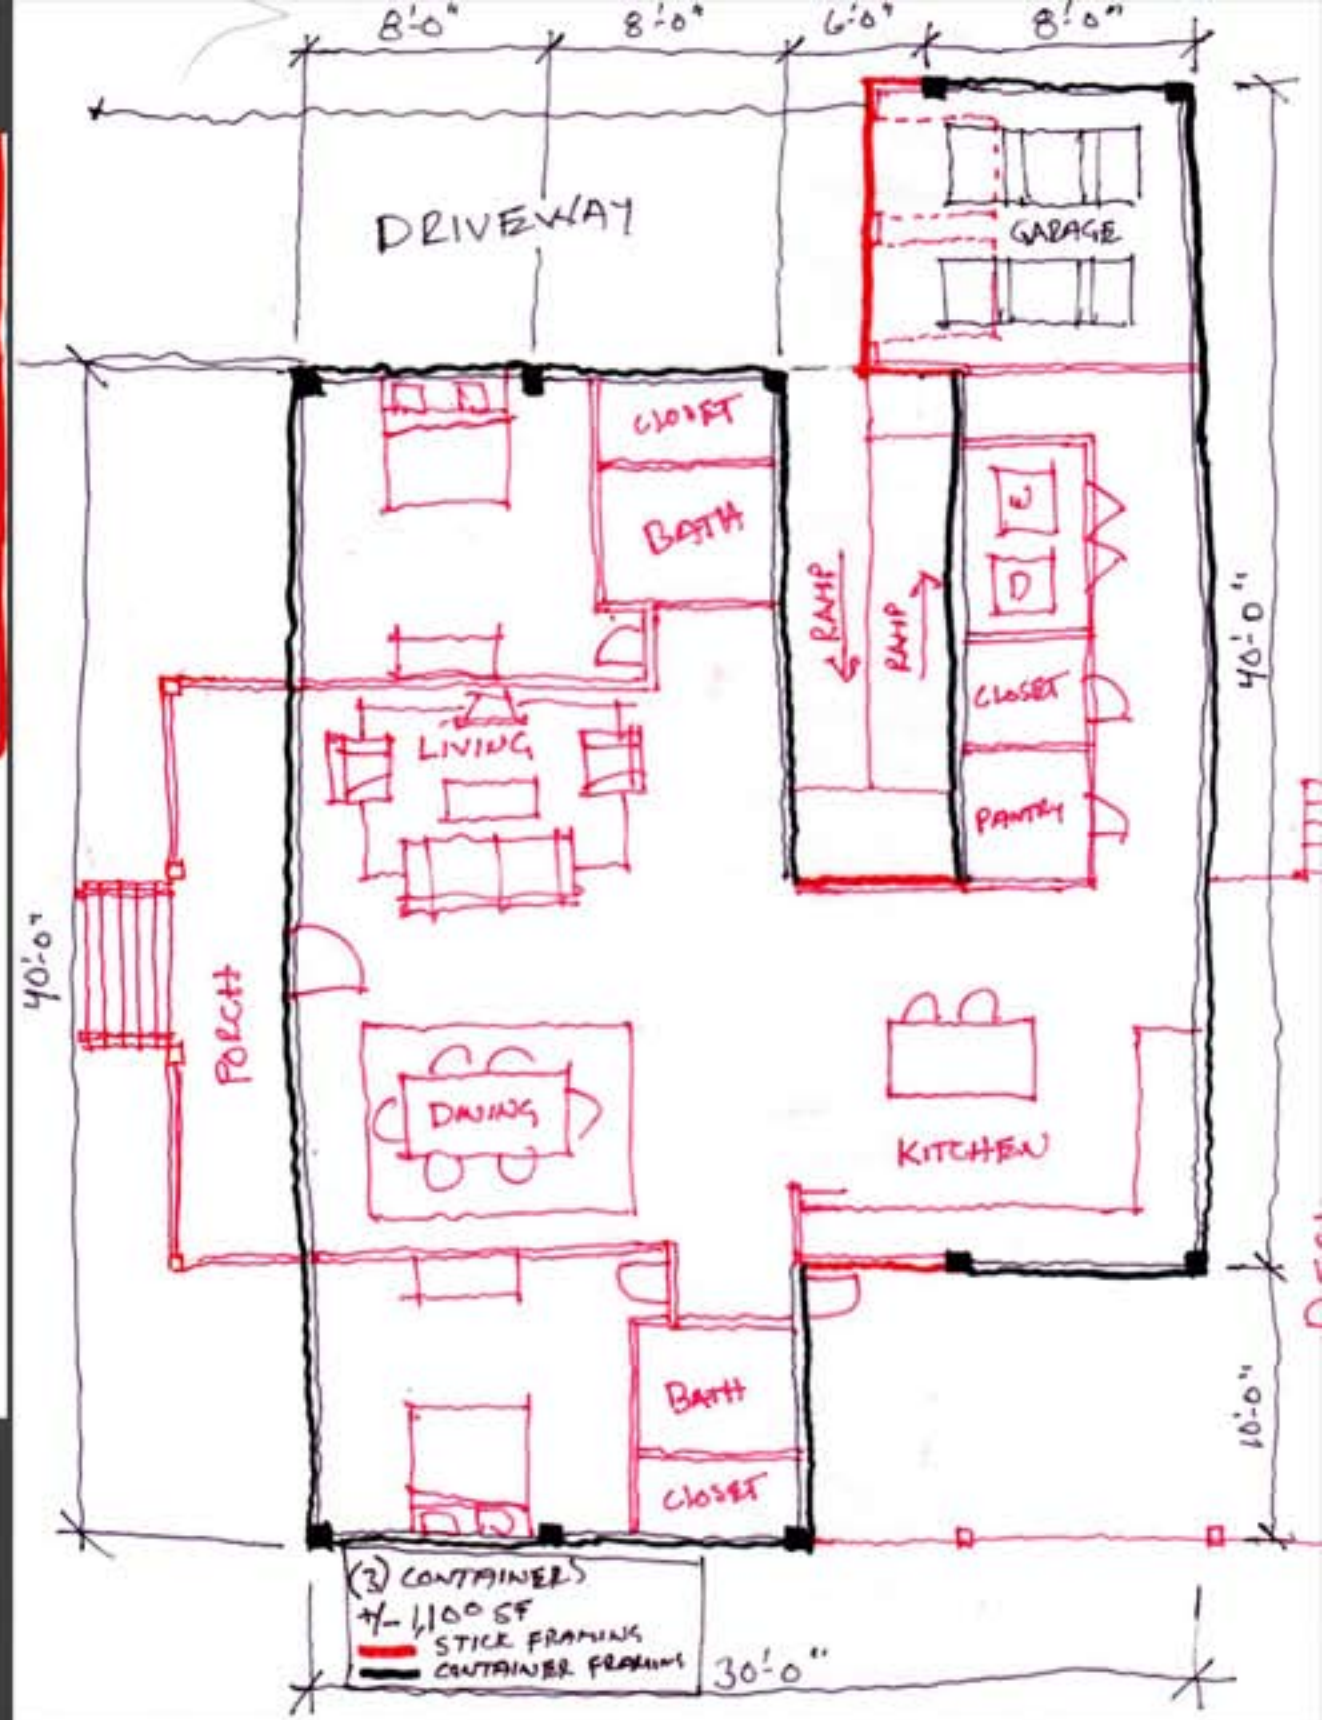 8'-0"
8'-0"
6'-0"
8'-0"
DRIVEWAY
GARAGE
CLOSET
BATH
RAMP
RAMP
D
CLOSET
PANTRY
40'-0"
LIVING
40'-0"
PORCH
DINING
KITCHEN
BATH
CLOSET
10'-0"
(3) CONTAINERS
+/- 1,100 SF
STICK FRAMING
CONTAINER FRAMING
30'-0"